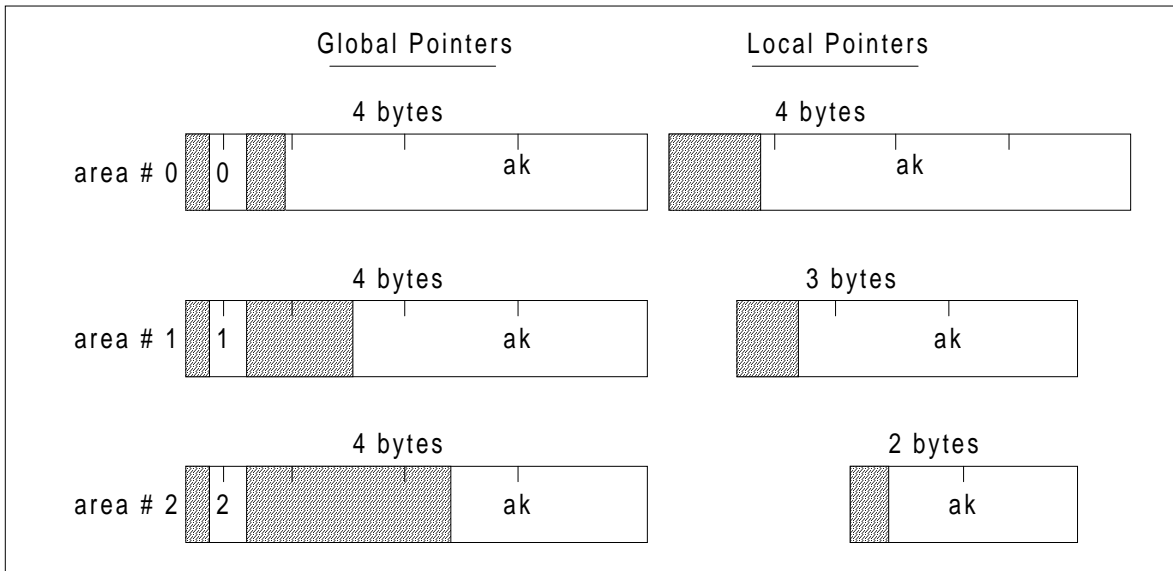 Global Pointers Local Pointers
4 bytes 4 bytes
area # 0 0 ak ak
4 bytes 3 bytes
area # 1 1 ak ak
4 bytes 2 bytes
area # 2 2 ak ak